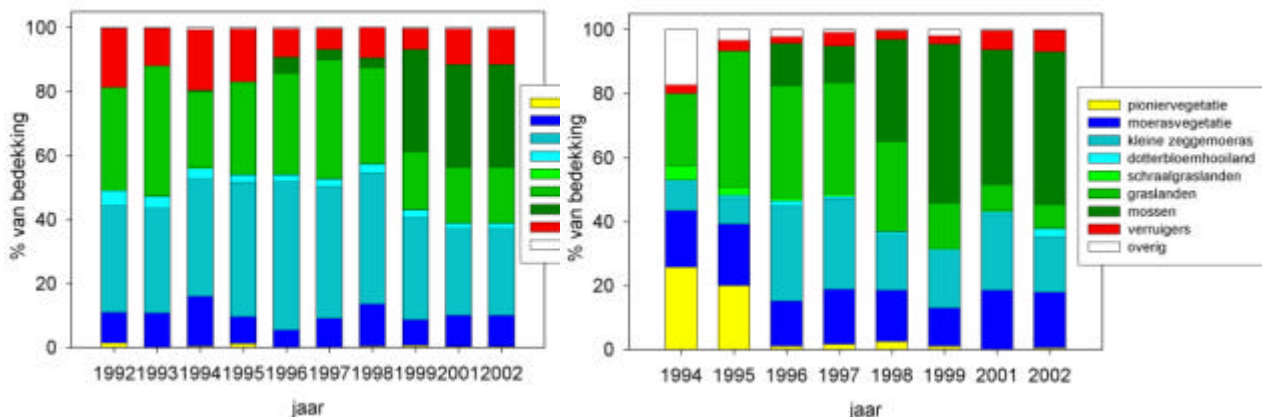 100
80
60
40
20
0
% van bedekking
1992 1993 1994 1995 1996 1997 1998 1999 2001 2002
jaar
100
80
60
40
20
0
% van bedekking
1994 1995 1996 1997 1998 1999 2001 2002
jaar
pioniervegetatie
moerasvegetatie
kleine zeggemoeras
dotterbloemhooiland
schraalgraslanden
graslanden
mossen
verruigers
overig